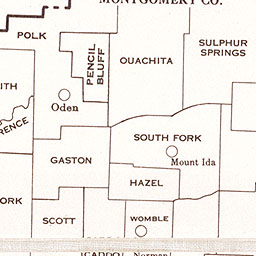 MONTGOMERY CO.
POLK
PENCIL
BLUFF
OUACHITA
SULPHUR
SPRINGS
ITH
Oden
RENCE
SOUTH FORK
GASTON
Mount Ida
HAZEL
ORK
SCOTT
WOMBLE
CADDO
Norman